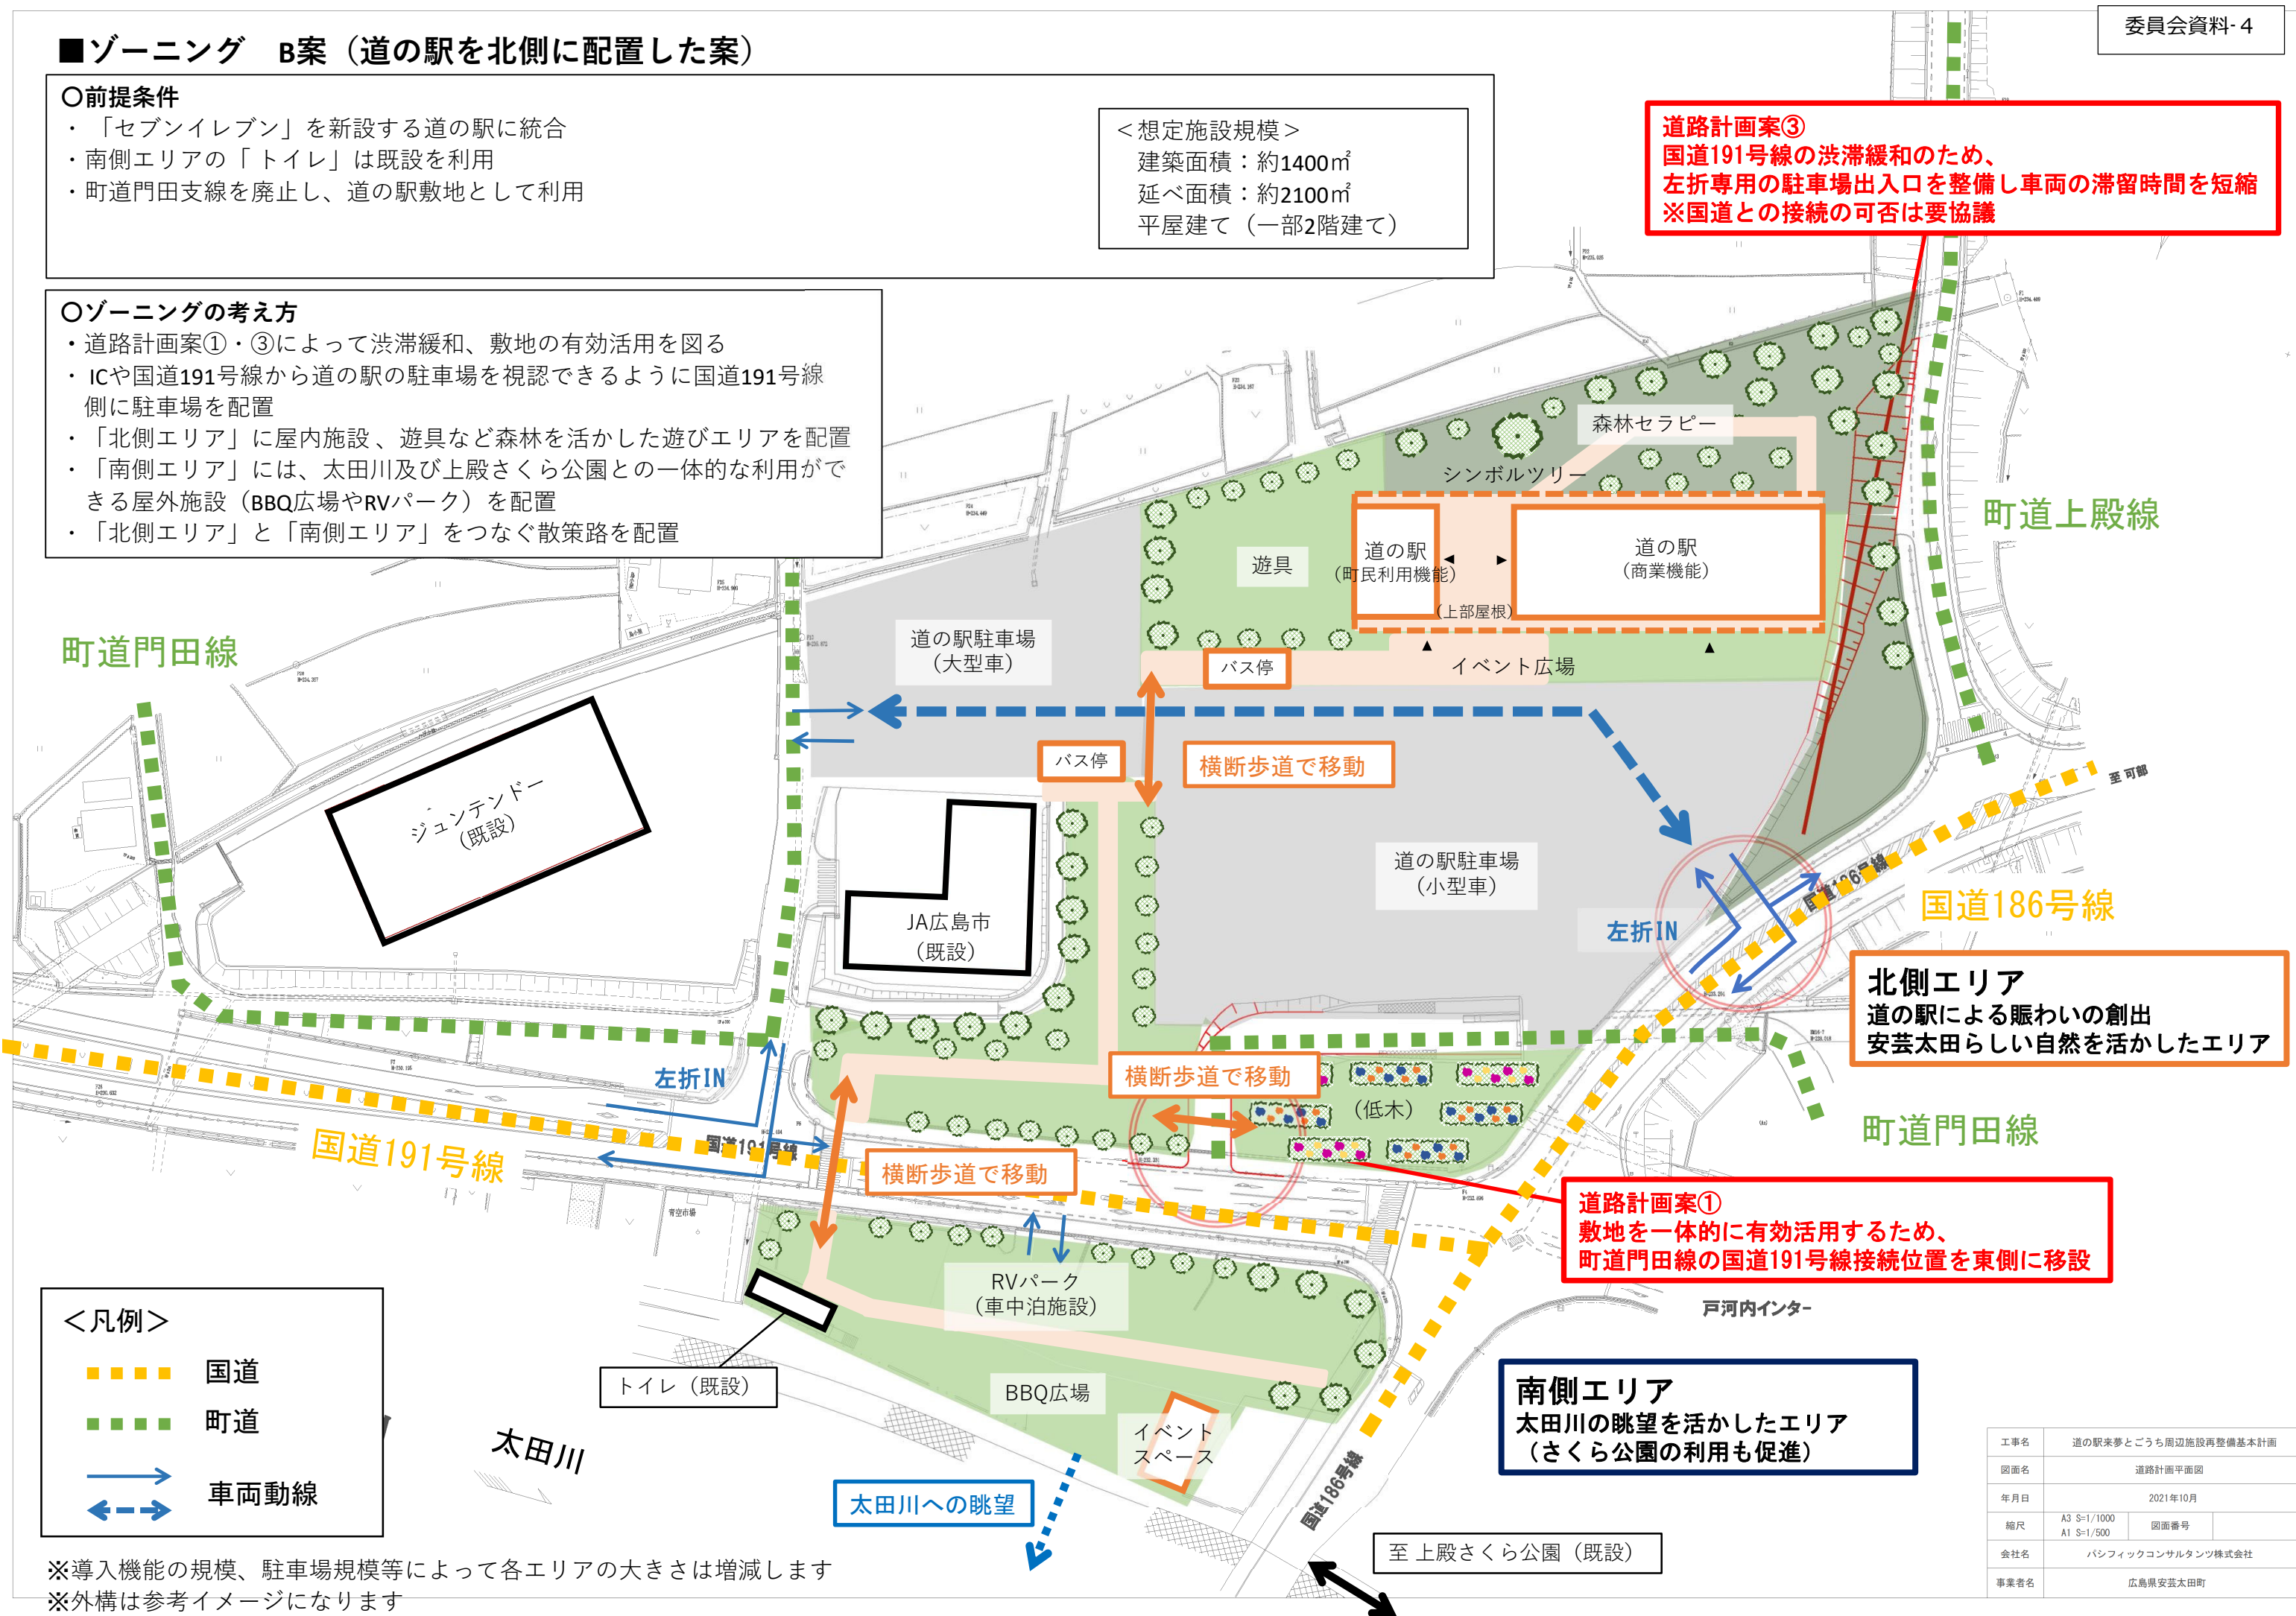 委員会資料-４
■ゾーニング　B案（道の駅を北側に配置した案）
〇前提条件
・「セブンイレブン」を新設する道の駅に統合
・南側エリアの「トイレ」は既設を利用
・町道門田支線を廃止し、道の駅敷地として利用
＜想定施設規模＞
建築面積：約1400㎡
延べ面積：約2100㎡
平屋建て（一部2階建て）
道路計画案③
国道191号線の渋滞緩和のため、
左折専用の駐車場出入口を整備し車両の滞留時間を短縮
※国道との接続の可否は要協議
〇ゾーニングの考え方
・道路計画案①・③によって渋滞緩和、敷地の有効活用を図る
・ICや国道191号線から道の駅の駐車場を視認できるように国道191号線
側に駐車場を配置
・「北側エリア」に屋内施設、遊具など森林を活かした遊びエリアを配置
・「南側エリア」には、太田川及び上殿さくら公園との一体的な利用がで
きる屋外施設（BBQ広場やRVパーク）を配置
・「北側エリア」と「南側エリア」をつなぐ散策路を配置
森林セラピー
シンボルツリー
町道上殿線
遊具
道の駅
（町民利用機能）
道の駅
（商業機能）
（上部屋根）
町道門田線
道の駅駐車場
（大型車）
バス停
イベント広場
バス停
横断歩道で移動
至 可部
ジュンテンドー
（既設）
道の駅駐車場
（小型車）
国道186号線
JA広島市
（既設）
左折IN
国道186号線
北側エリア
道の駅による賑わいの創出
安芸太田らしい自然を活かしたエリア
左折IN
横断歩道で移動
（低木）
町道門田線
国道191号線
国道191号線
横断歩道で移動
青空市場
道路計画案①
敷地を一体的に有効活用するため、
町道門田線の国道191号線接続位置を東側に移設
RVパーク
（車中泊施設）
戸河内インター
＜凡例＞
国道
町道
車両動線
トイレ（既設）
BBQ広場
イベント
スペース
南側エリア
太田川の眺望を活かしたエリア
（さくら公園の利用も促進）
太田川
太田川への眺望
国道186号線
至 上殿さくら公園（既設）
工事名 道の駅来夢とごうち周辺施設再整備基本計画
図面名 道路計画平面図
年月日 2021年10月
縮尺 A3 S=1/1000
A1 S=1/500
図面番号
会社名 パシフィックコンサルタンツ株式会社
事業者名 広島県安芸太田町
※導入機能の規模、駐車場規模等によって各エリアの大きさは増減します
※外構は参考イメージになります